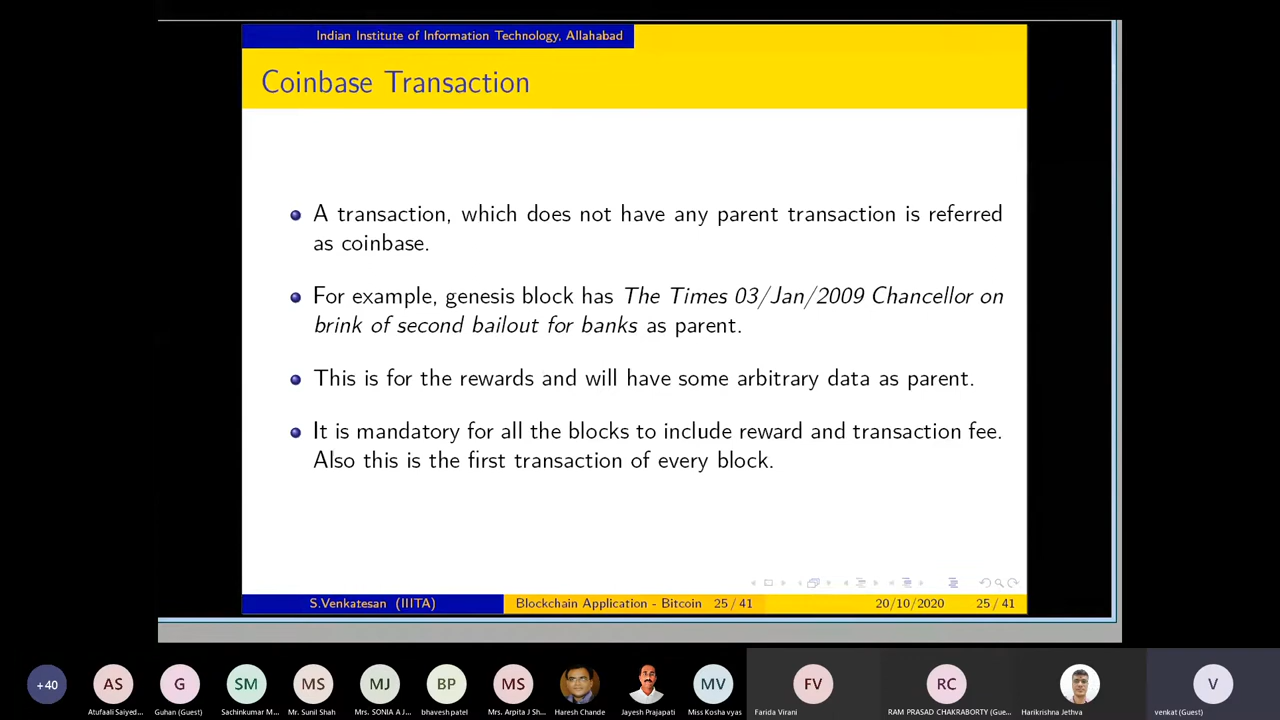 Indian Institute of Information Technology, Allahabad
Coinbase Transaction
A transaction, which does not have any parent transaction is referred
as coinbase.
For example, genesis block has The Times 03/Jan/2009 Chancellor on
brink of second bailout for banks as parent.
This is for the rewards and will have some arbitrary data as parent.
It is mandatory for all the blocks to include reward and transaction fee.
Also this is the first transaction of every block.
S.Venkatesan (IIITA) Blockchain Application - Bitcoin 25 / 41 20/10/2020 25 / 41
+40 AS G SM MS MJ BP MS MV FV RC V
Atufaali Saiyed... Guhan (Guest) Sachinkumar M... Mr. Sunil Shah Mrs. SONIA A J... bhavesh patel Mrs. Arpita J Sh... Haresh Chande Jayesh Prajapati Miss Kosha vyas Farida Virani RAM PRASAD CHAKRABORTY (Gue... Harikrishna Jethva venkat (Guest)